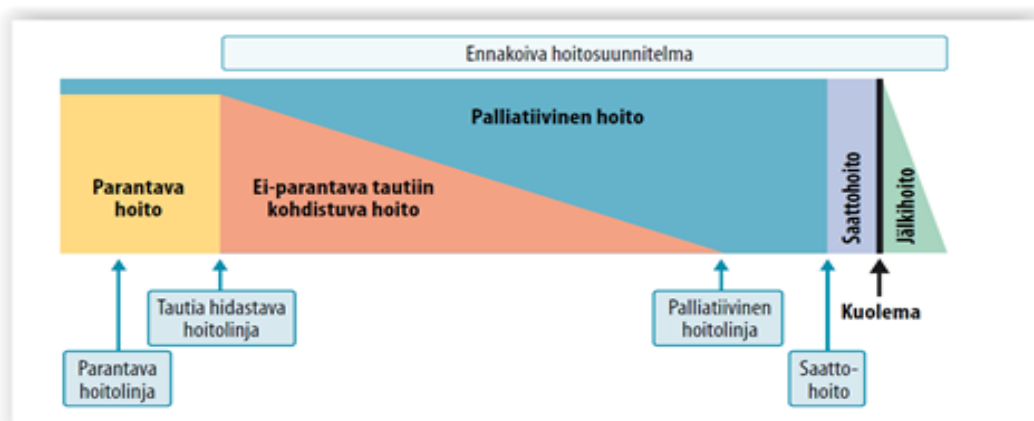 Ennakoiva hoitosuunnitelma
Palliatiivinen hoito
Parantava
hoito
Ei-parantava tautiin
kohdistuva hoito
Saattohoito
Jälkihoito
Tautia hidastava
hoitolinja
Palliatiivinen
hoitolinja
Kuolema
Parantava
hoitolinja
Saatto-
hoito